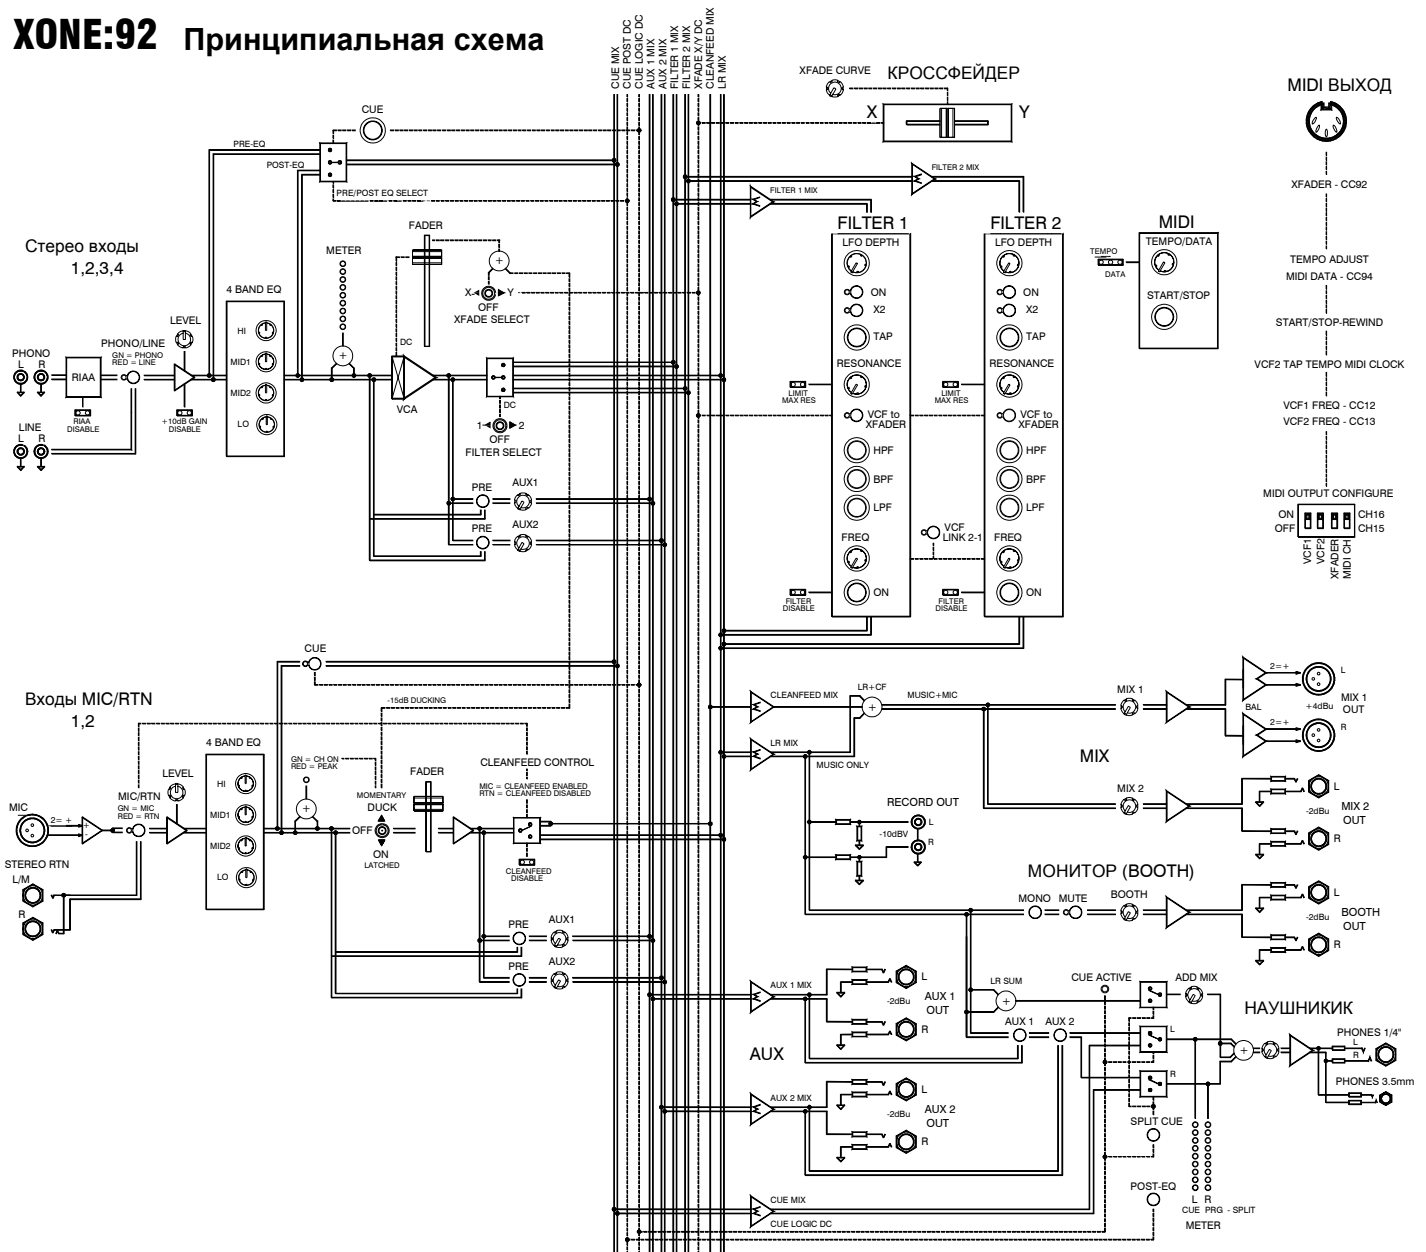 XONE:92 Принципиальная схема
CUE MIX
CUE POST DC
CUE LOGIC DC
AUX 1 MIX
AUX 2 MIX
FILTER 1 MIX
FILTER 2 MIX
XFADE X/Y DC
CLEANFEED MIX
LR MIX
XFADE CURVE
КРОССФЕЙДЕР
X
Y
MIDI ВЫХОД
XFADER - CC92
TEMPO ADJUST
MIDI DATA - CC94
START/STOP-REWIND
VCF2 TAP TEMPO MIDI CLOCK
VCF1 FREQ - CC12
VCF2 FREQ - CC13
MIDI OUTPUT CONFIGURE
ON
OFF
CH16
CH15
VCF1
VCF2
XFADER
MIDI CH
CUE
PRE-EQ
POST-EQ
PRE/POST EQ SELECT
Стерео входы
1,2,3,4
METER
FADER
X
Y
OFF
XFADE SELECT
4 BAND EQ
HI
MID1
MID2
LO
LEVEL
PHONO/LINE
GN = PHONO
RED = LINE
PHONO
L R
RIAA
RIAA
DISABLE
+10dB GAIN
DISABLE
LINE
L R
DC
VCA
DC
1
2
OFF
FILTER SELECT
PRE
AUX1
PRE
AUX2
FILTER 1 MIX
FILTER 2 MIX
FILTER 1
LFO DEPTH
ON
X2
TAP
RESONANCE
LIMIT
MAX RES
VCF to
XFADER
HPF
BPF
LPF
FREQ
ON
FILTER
DISABLE
VCF
LINK 2-1
FILTER 2
LFO DEPTH
ON
X2
TAP
RESONANCE
LIMIT
MAX RES
VCF to
XFADER
HPF
BPF
LPF
FREQ
ON
FILTER
DISABLE
MIDI
TEMPO/DATA
START/STOP
TEMPO
DATA
CUE
Входы MIC/RTN
1,2
-15dB DUCKING
4 BAND EQ
HI
MID1
MID2
LO
LEVEL
MIC/RTN
GN = MIC
RED = RTN
MIC
2= +
+
-
STEREO RTN
L/M
R
GN = CH ON
RED = PEAK
MOMENTARY
DUCK
OFF
ON
LATCHED
FADER
CLEANFEED CONTROL
MIC = CLEANFEED ENABLED
RTN = CLEANFEED DISABLED
CLEANFEED
DISABLE
PRE
AUX1
PRE
AUX2
CLEANFEED MIX
LR+CF
MUSIC+MIC
LR MIX
MUSIC ONLY
MIX 1
BAL
2=+
2=+
L
+4dBu
R
MIX 1
OUT
MIX
MIX 2
L
-2dBu
R
MIX 2
OUT
RECORD OUT
L
-10dBV
R
МОНИТОР (BOOTH)
MONO
MUTE
BOOTH
L
-2dBu
R
BOOTH
OUT
AUX 1 MIX
L
-2dBu
R
AUX 1
OUT
AUX
AUX 2 MIX
L
-2dBu
R
AUX 2
OUT
LR SUM
AUX 1
AUX 2
CUE ACTIVE
ADD MIX
L
R
НАУШНИКИК
PHONES 1/4"
L
R
PHONES 3.5mm
SPLIT CUE
POST-EQ
L R
CUE PRG - SPLIT
METER
CUE MIX
CUE LOGIC DC